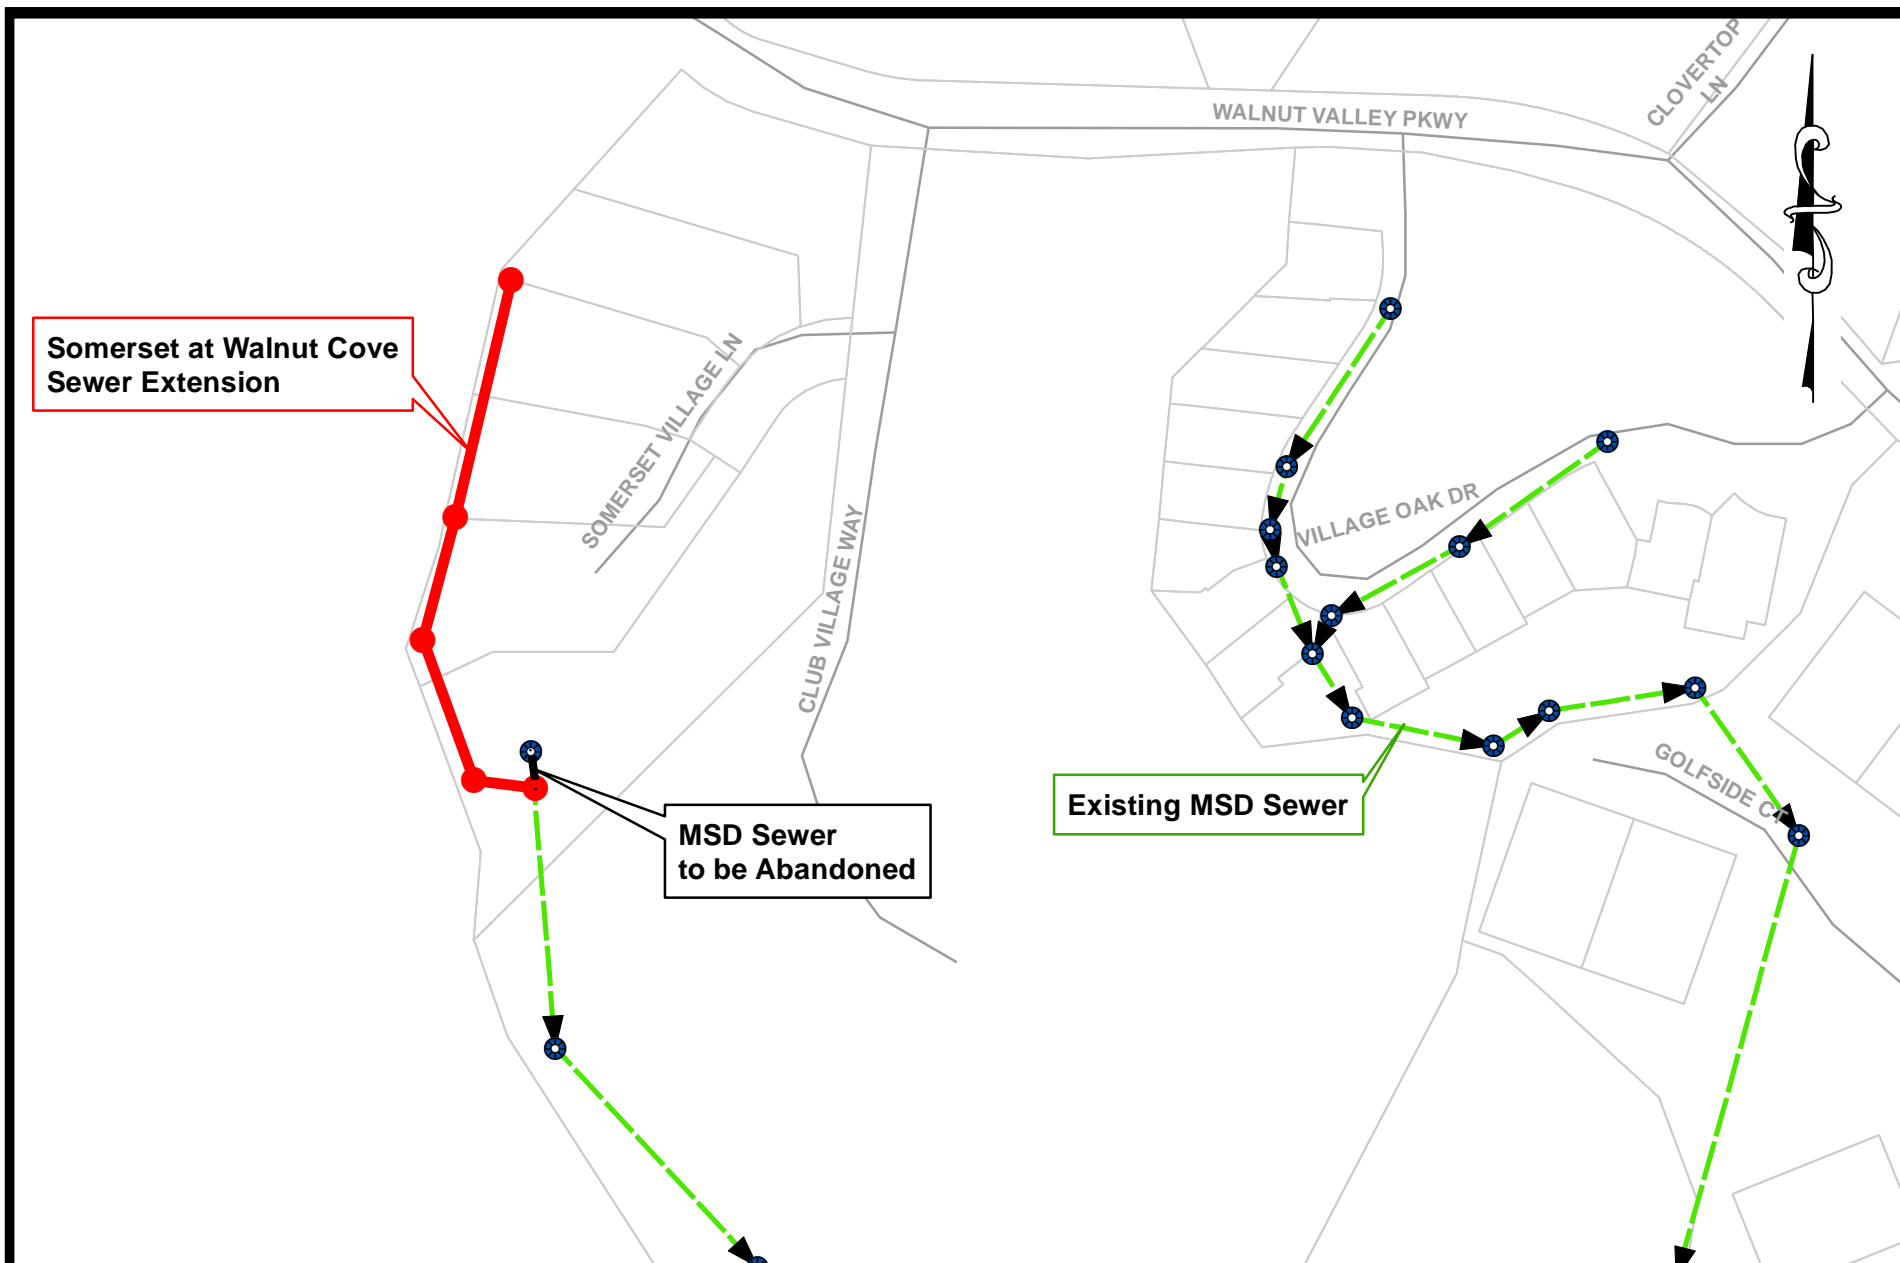 CLOVERTOP
LN
WALNUT VALLEY PKWY
Somerset at Walnut Cove
Sewer Extension
SOMERSET VILLAGE LN
CLUB VILLAGE WAY
VILLAGE OAK DR
GOLFSIDE CT
Existing MSD Sewer
MSD Sewer
to be Abandoned